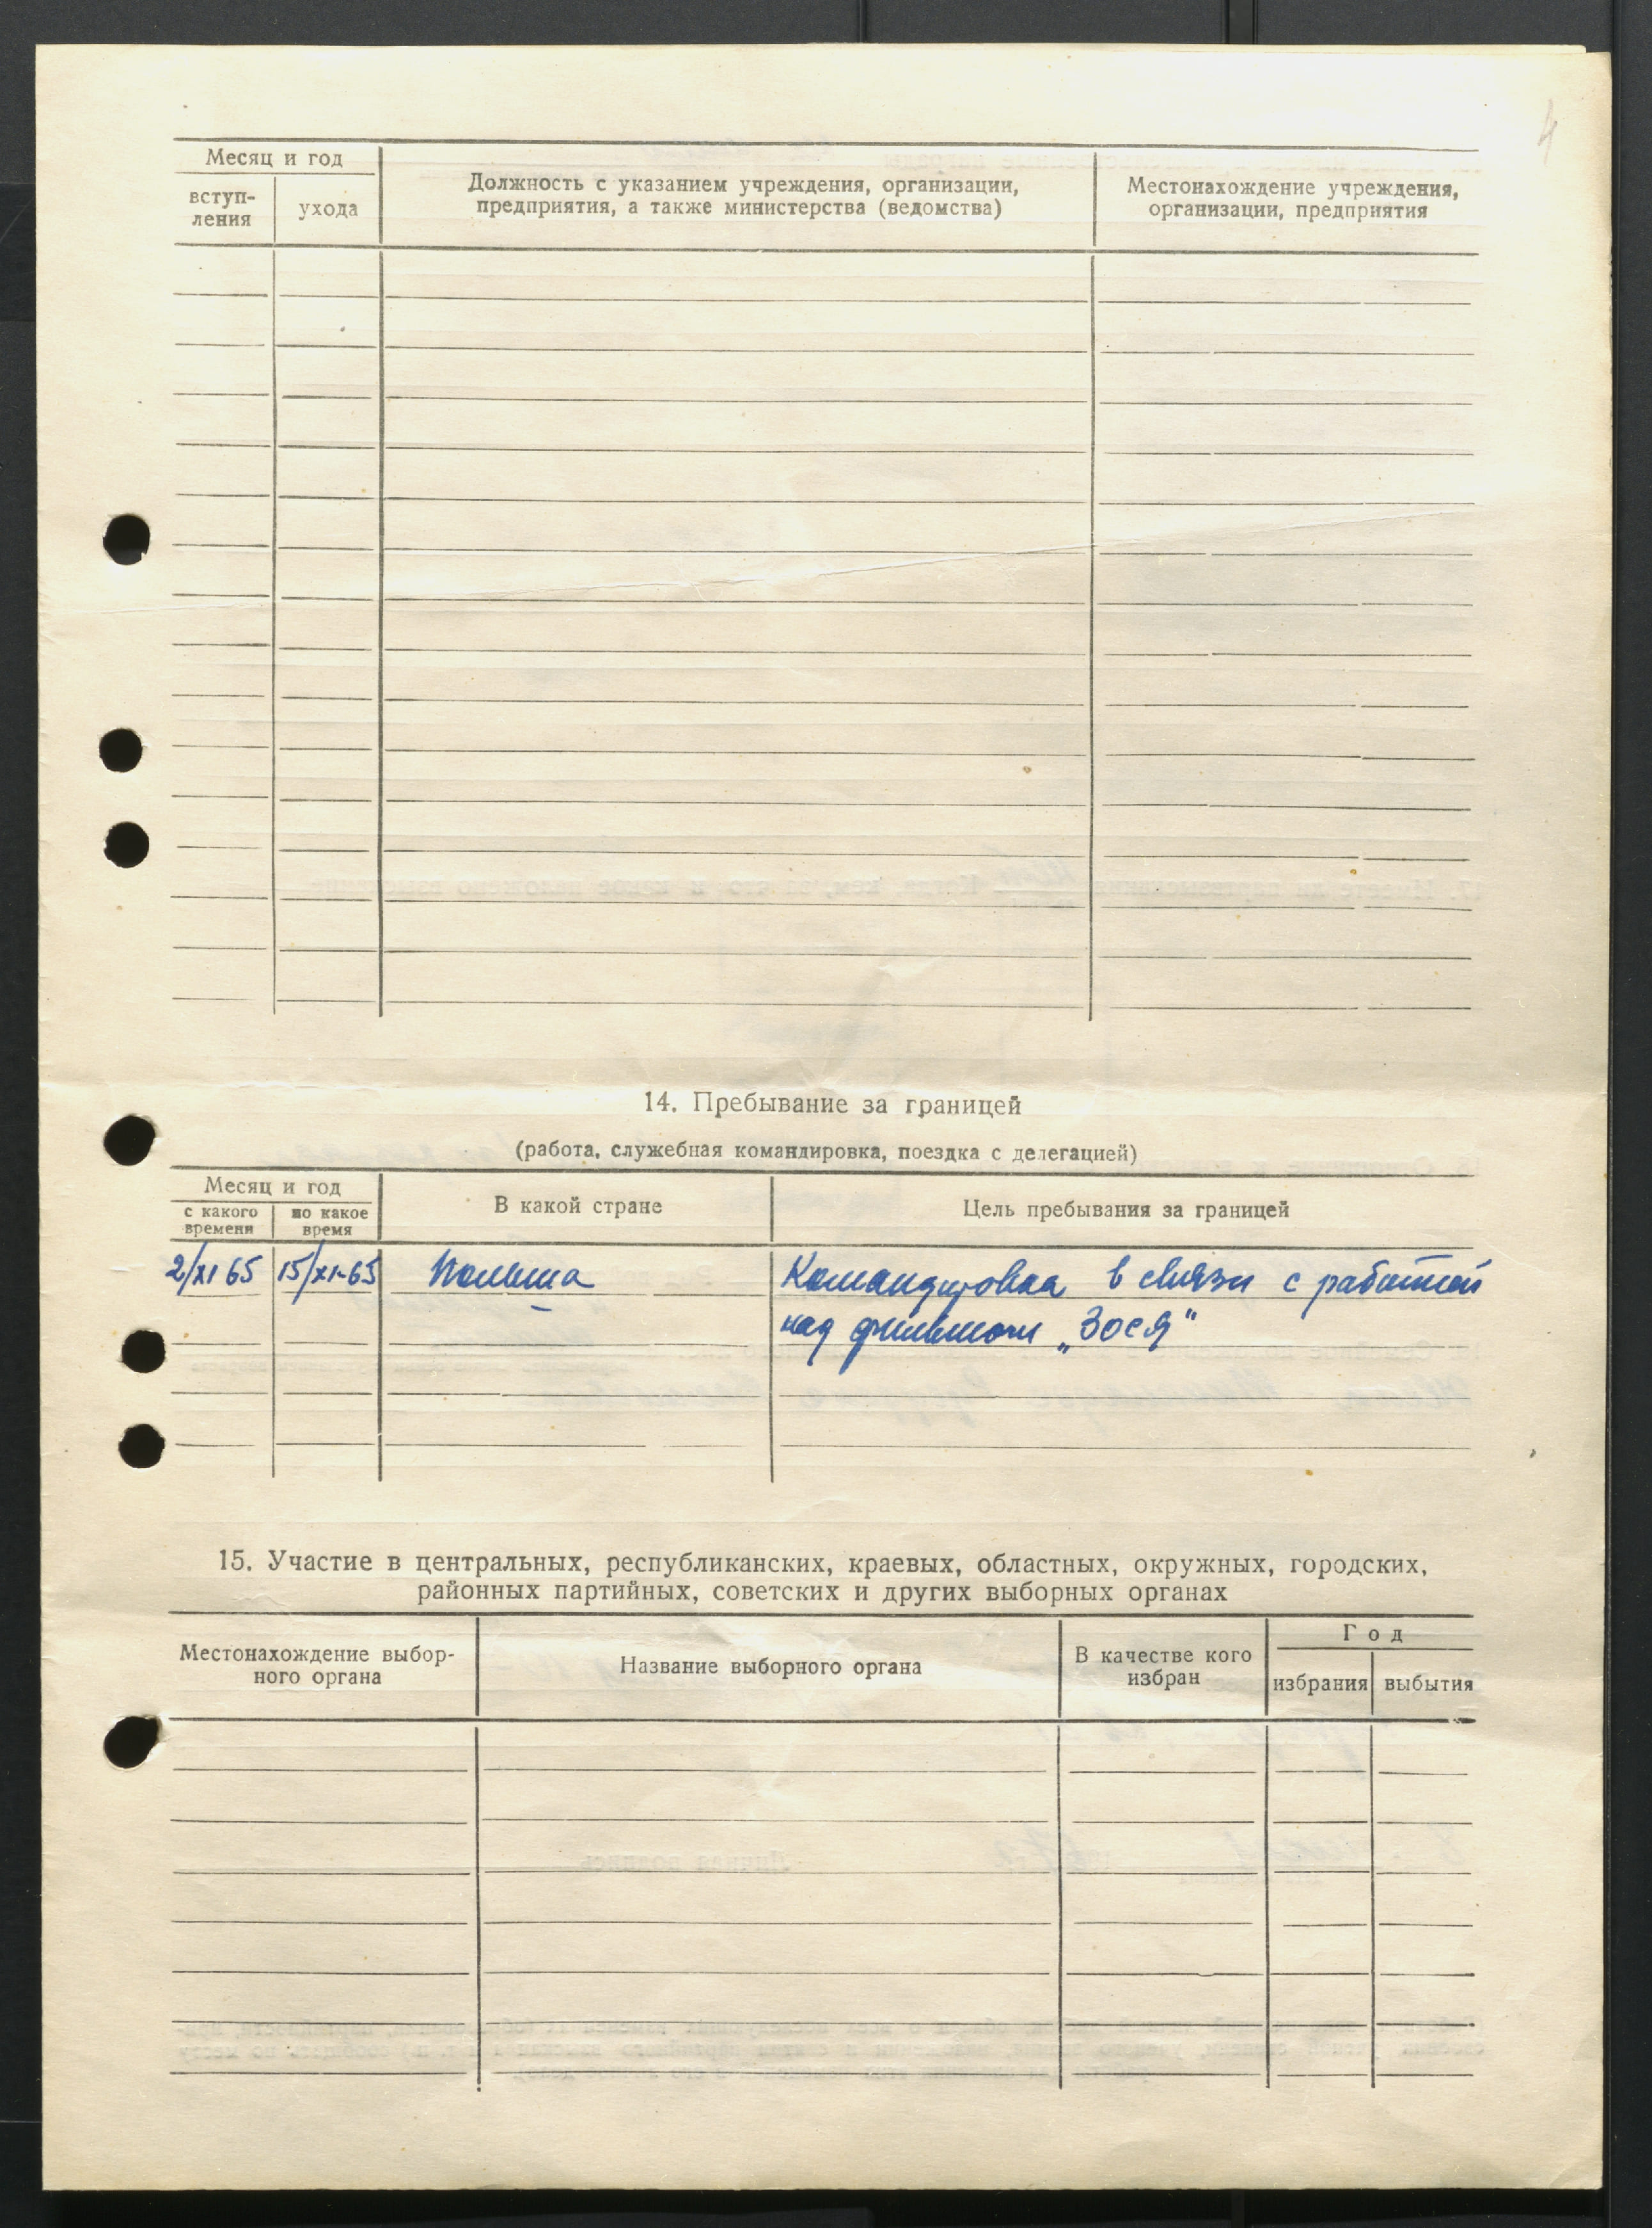 4
Месяц и год
вступ-
ления
ухода
Должность с указанием учреждения, организации,
предприятия, а также министерства (ведомства)
Местонахождение учреждения,
организации, предприятия
14. Пребывание за границей
(работа, служебная командировка, поездка с делегацией)
Месяц и год
с какого
времени
по какое
время
В какой стране
Цель пребывания за границей
2/XI 65 15/XI-65 Польша Командировка в связи с работой
над фильмом „Зося"
15. Участие в центральных, республиканских, краевых, областных, окружных, городских,
районных партийных, советских и других выборных органах
Местонахождение выбор-
ного органа
Название выборного органа
В качестве кого
избран
Год
избрания выбытия